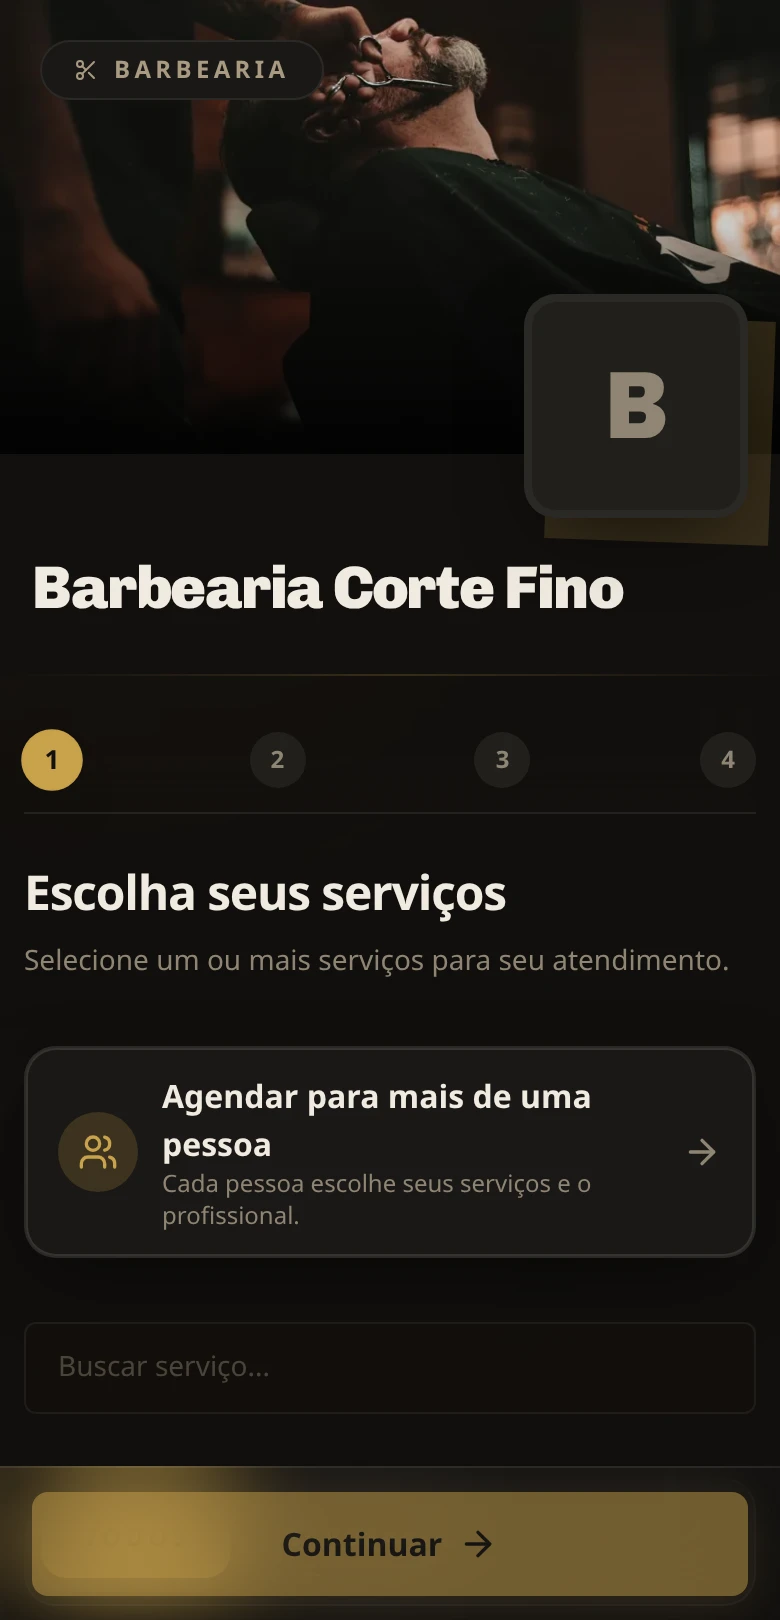 BARBEARIA
B
Barbearia Corte Fino
1
2
3
4
Escolha seus serviços
Selecione um ou mais serviços para seu atendimento.
Agendar para mais de uma
pessoa
Cada pessoa escolhe seus serviços e o
profissional.
Buscar serviço...
Continuar